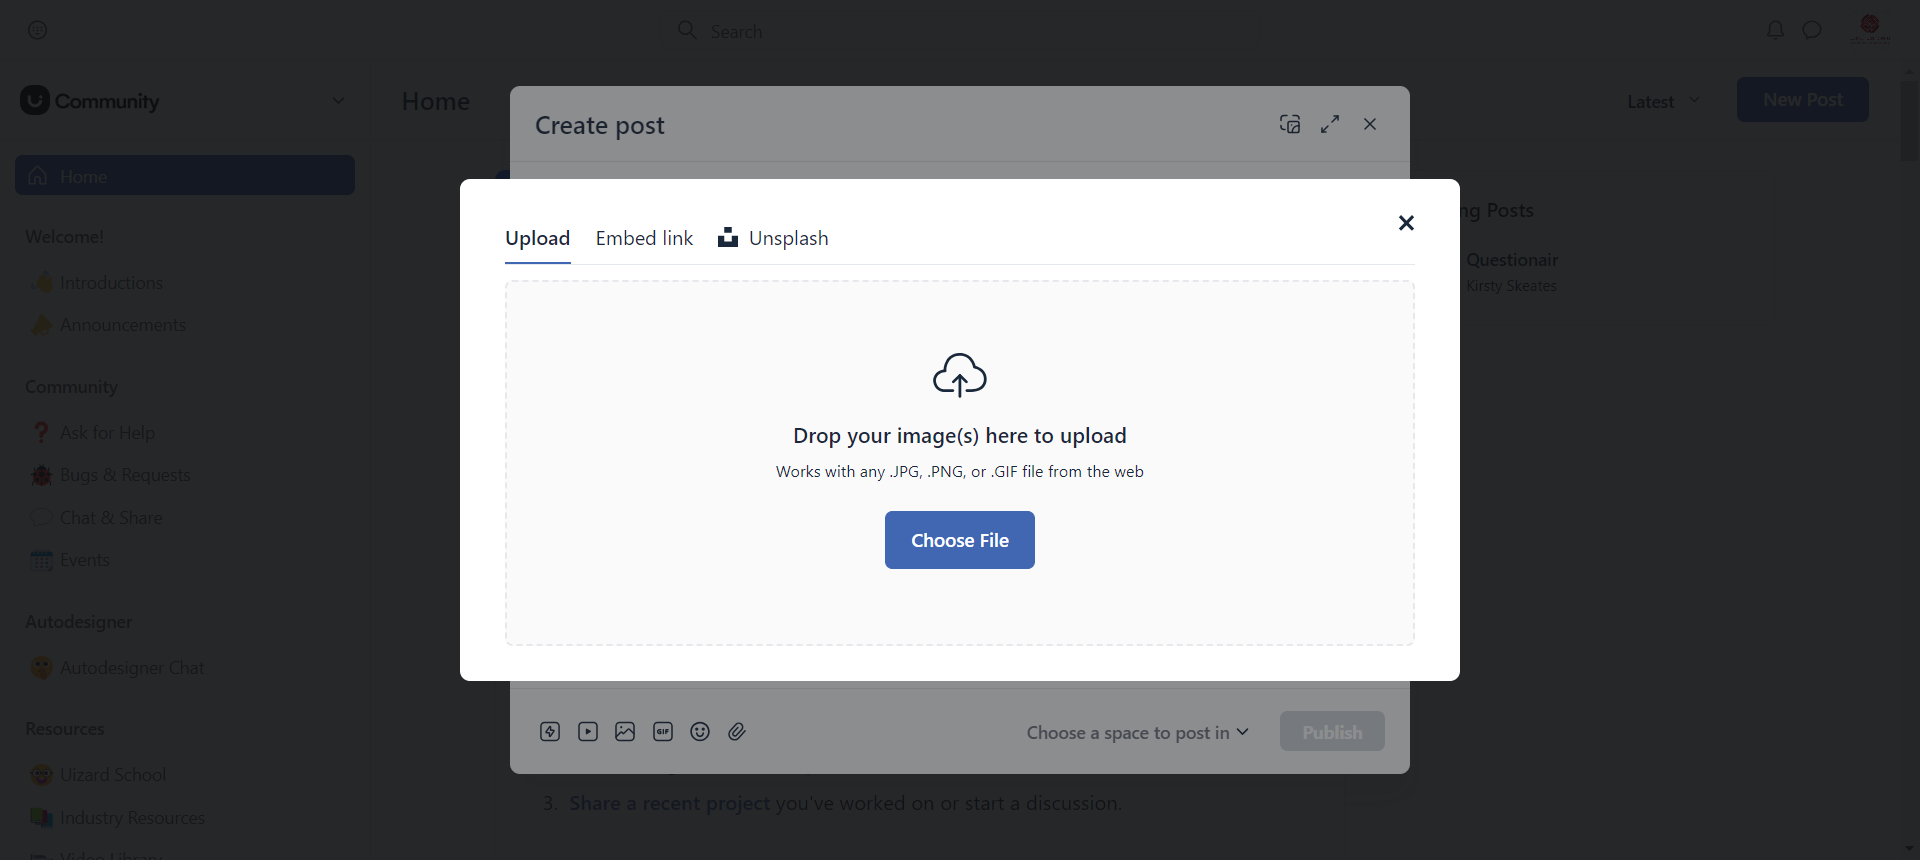 Search
Community
Home
Latest
New Post
Create post
Home
Welcome!
Introductions
Announcements
Community
Ask for Help
Bugs & Requests
Chat & Share
Events
Autodesigner
Autodesigner Chat
Resources
Uizard School
Industry Resources
Video Library
Upload
Embed link
Unsplash
Drop your image(s) here to upload
Works with any .JPG, .PNG, or .GIF file from the web
Choose File
GIF
Choose a space to post in
Publish
3. Share a recent project you've worked on or start a discussion.
Posts
Questionair
Kirsty Skeates